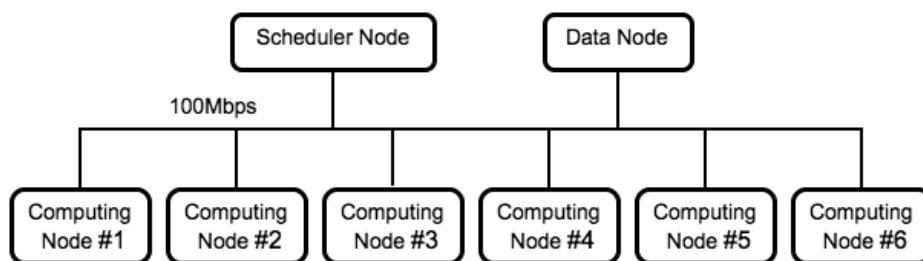 Scheduler Node
Data Node
100Mbps
Computing
Node #1
Computing
Node #2
Computing
Node #3
Computing
Node #4
Computing
Node #5
Computing
Node #6